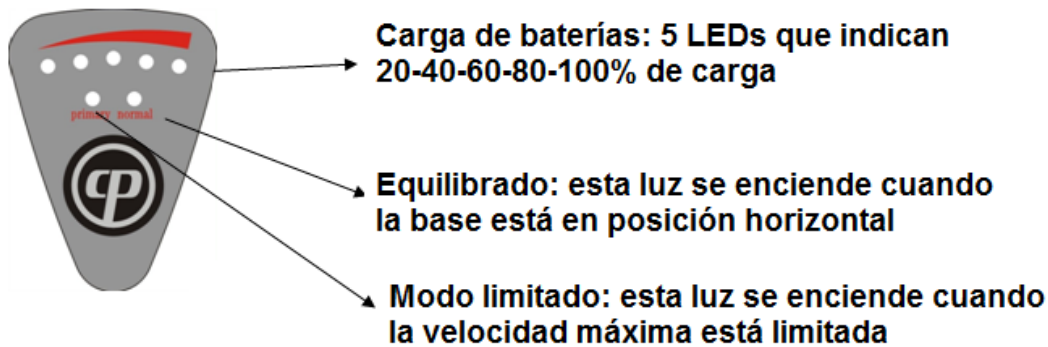 Carga de baterías: 5 LEDs que indican
20-40-60-80-100% de carga
primary normal
Equilibrado: esta luz se enciende cuando
la base está en posición horizontal
Modo limitado: esta luz se enciende cuando
la velocidad máxima está limitada